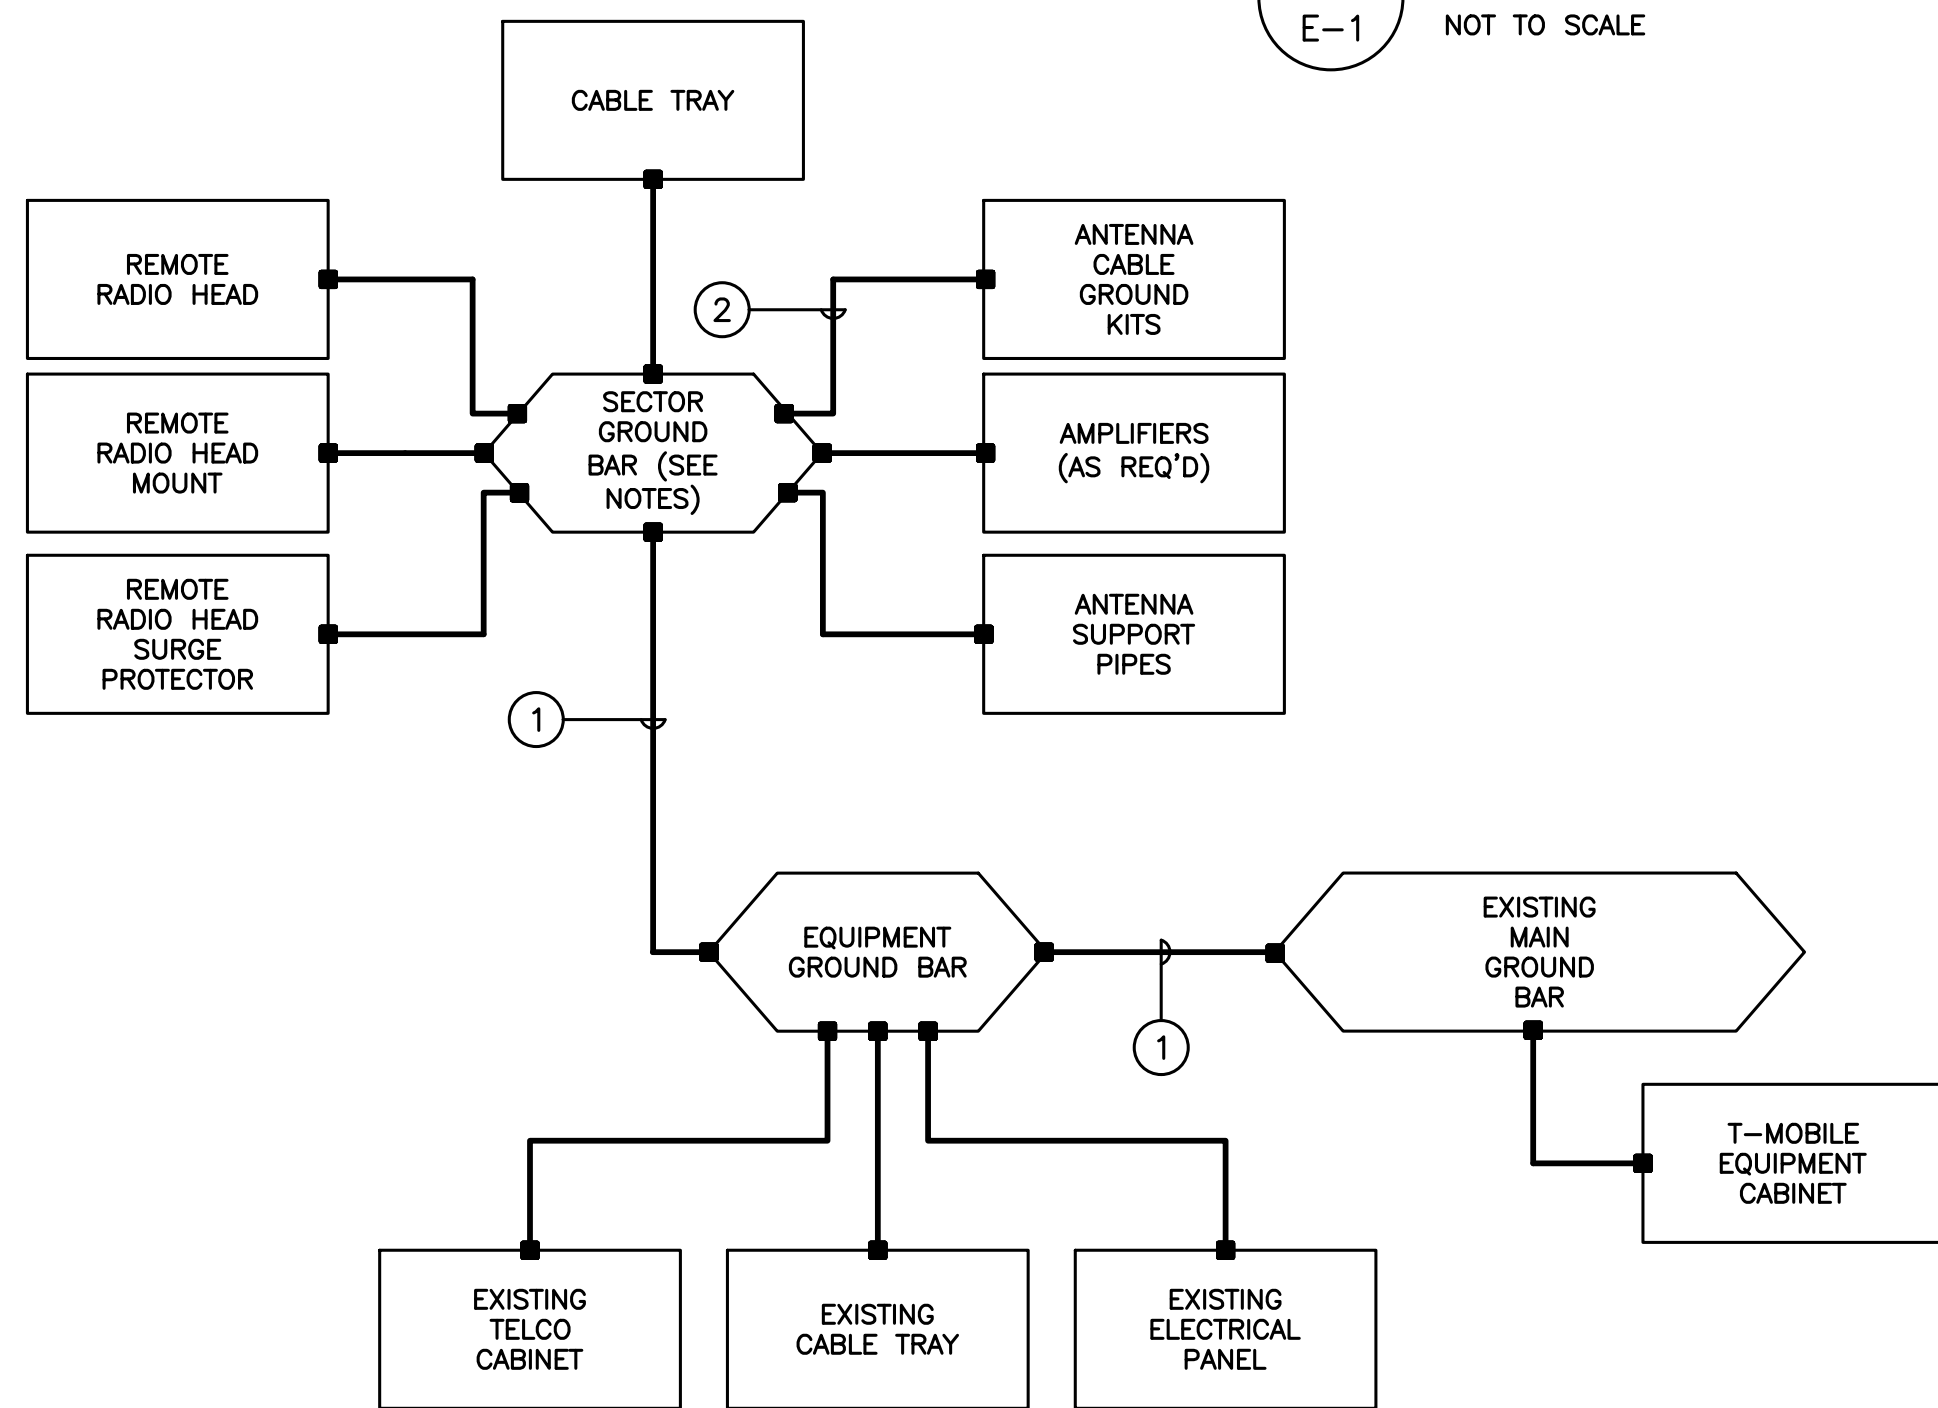 E-1
NOT TO SCALE
CABLE TRAY
REMOTE
RADIO HEAD
ANTENNA
CABLE
GROUND
KITS
2
REMOTE
RADIO HEAD
MOUNT
SECTOR
GROUND
BAR (SEE
NOTES)
AMPLIFIERS
(AS REQ'D)
REMOTE
RADIO HEAD
SURGE
PROTECTOR
ANTENNA
SUPPORT
PIPES
1
EQUIPMENT
GROUND BAR
EXISTING
MAIN
GROUND
BAR
1
T-MOBILE
EQUIPMENT
CABINET
EXISTING
TELCO
CABINET
EXISTING
CABLE TRAY
EXISTING
ELECTRICAL
PANEL